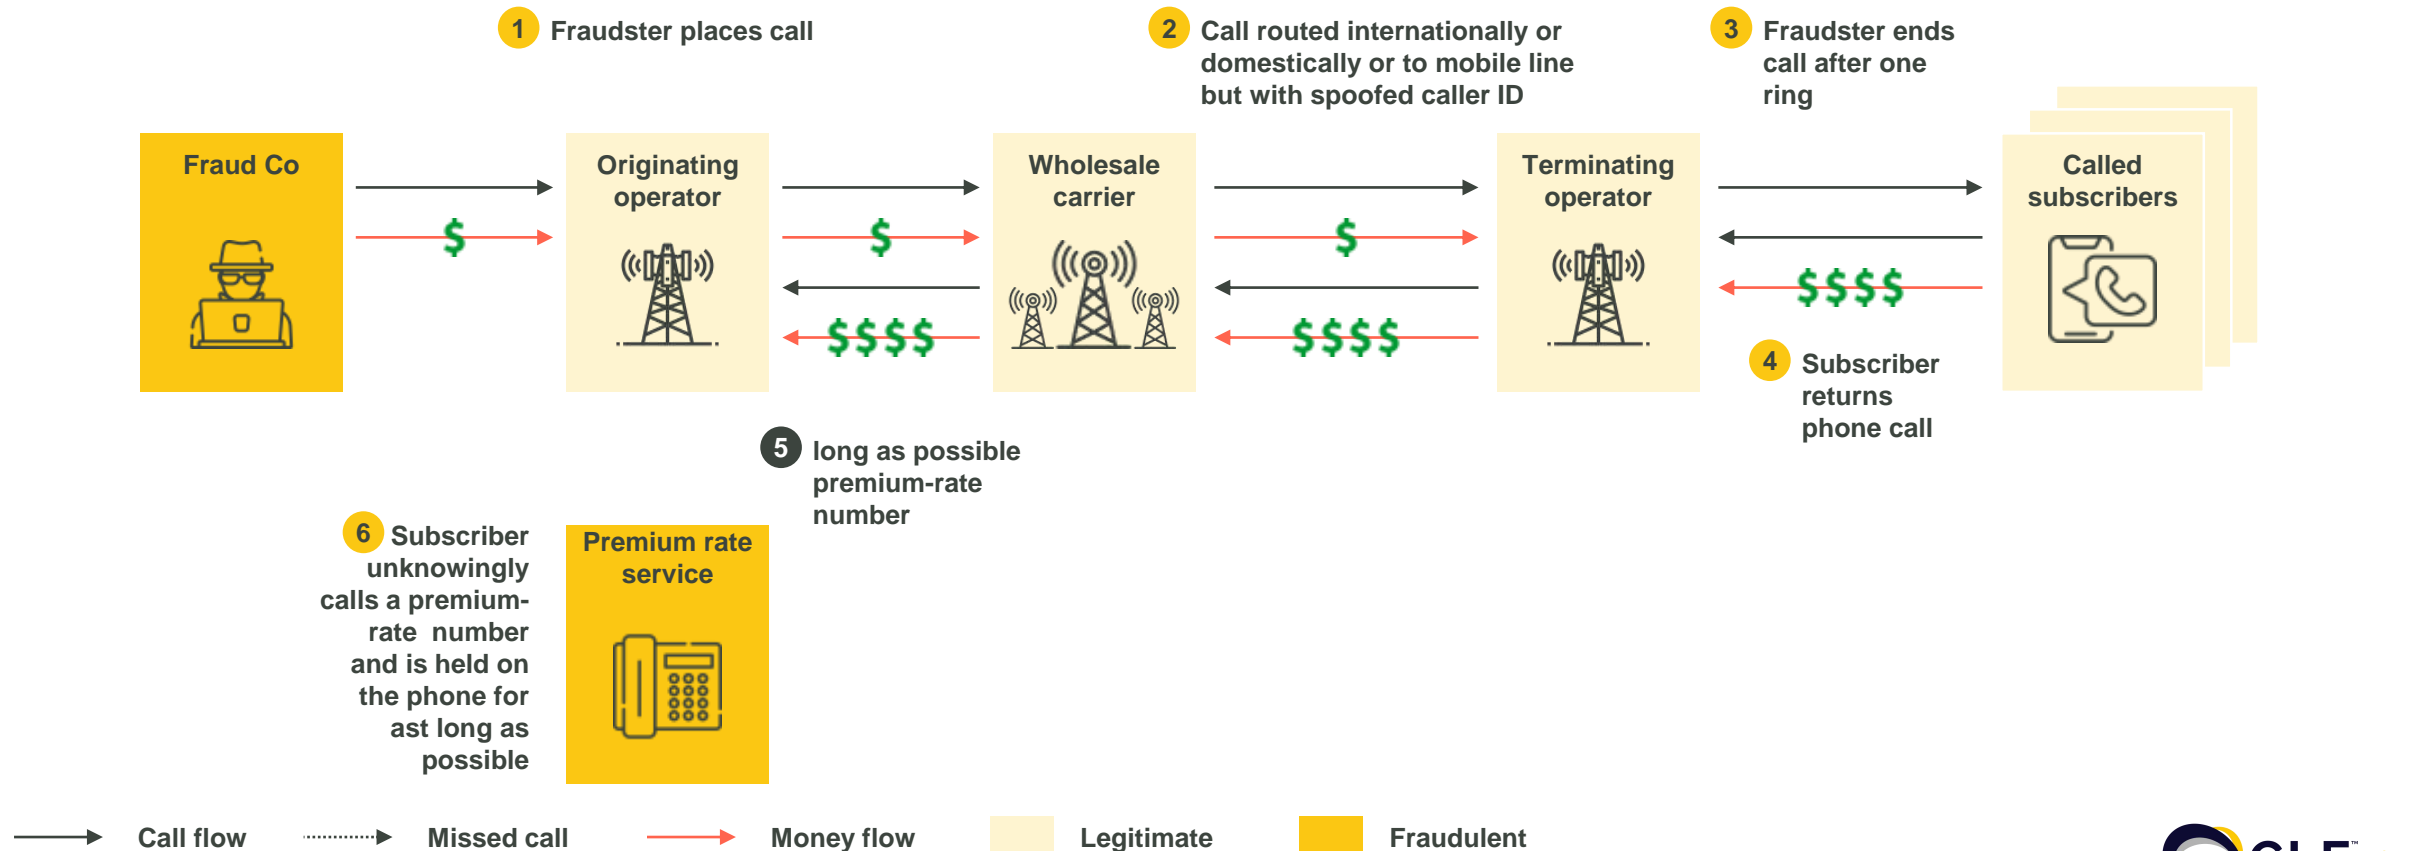 1 Fraudster places call
2 Call routed internationally or
domestically or to mobile line
but with spoofed caller ID
3 Fraudster ends
call after one
ring
Fraud Co
Originating
operator
Wholesale
carrier
Terminating
operator
Called
subscribers
$
$
$
$$$$
$$$$
$$$$
4 Subscriber
returns
phone call
5 long as possible
premium-rate
number
6 Subscriber
unknowingly
calls a premium-
rate number
and is held on
the phone for
ast long as
possible
Premium rate
service
Call flow
Missed call
Money flow
Legitimate
Fraudulent